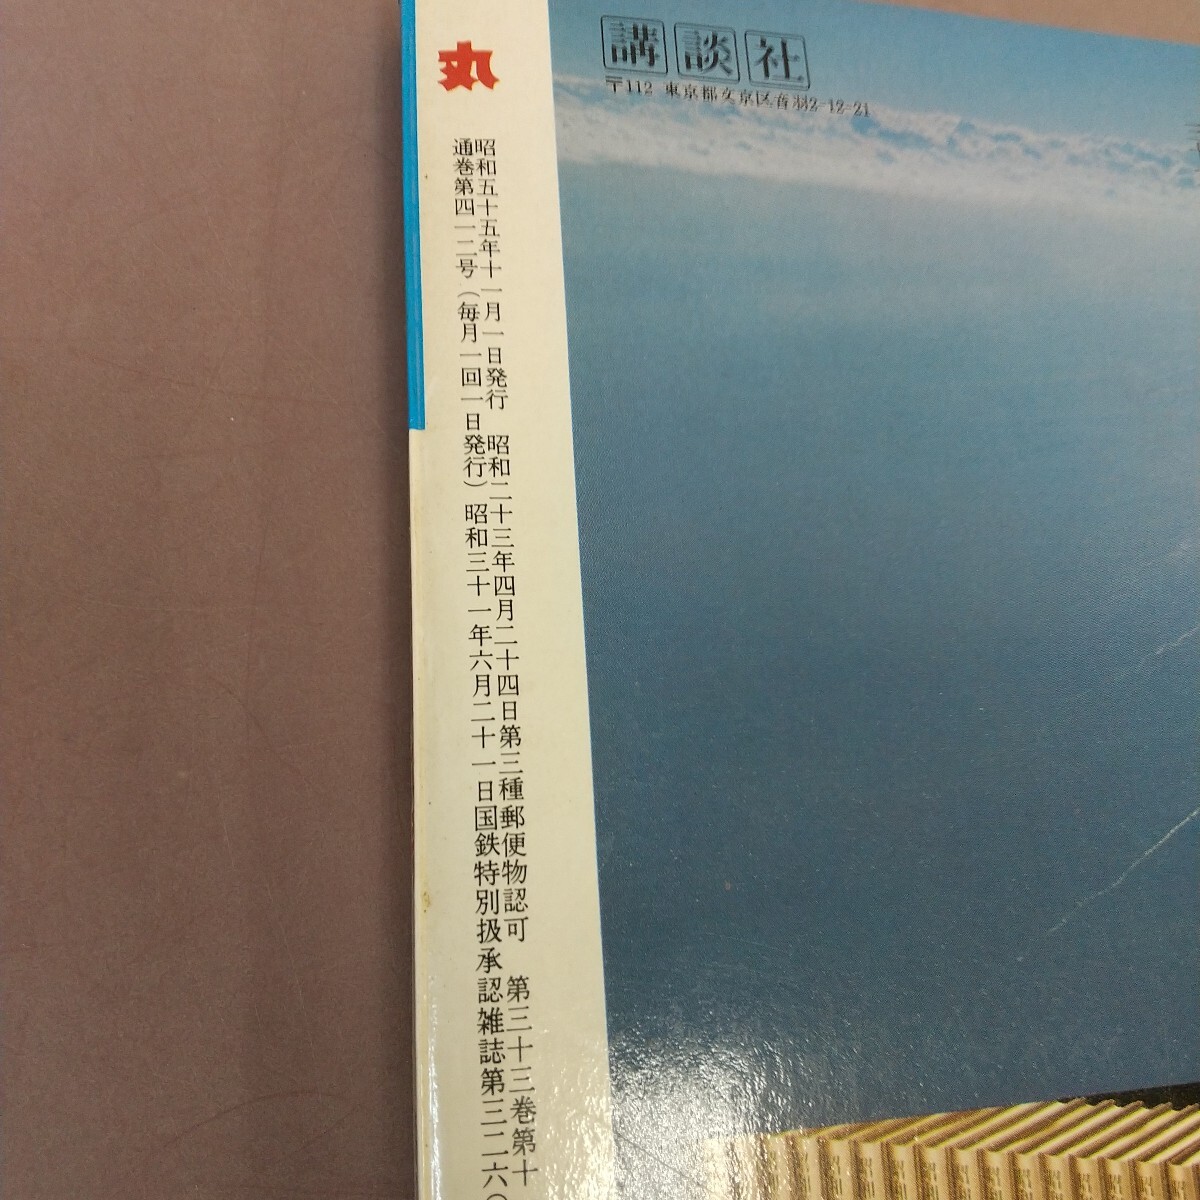 講談社
〒112 東京都文京区音羽2-12-21
昭和五十五年十一月一日発行 昭和二十三年四月二十四日第三種郵便物認可 第三十三巻第十
通巻第四一二号(毎月一回一日発行)昭和三十一年六月二十一日国鉄特別扱承認雑誌第三二六〇